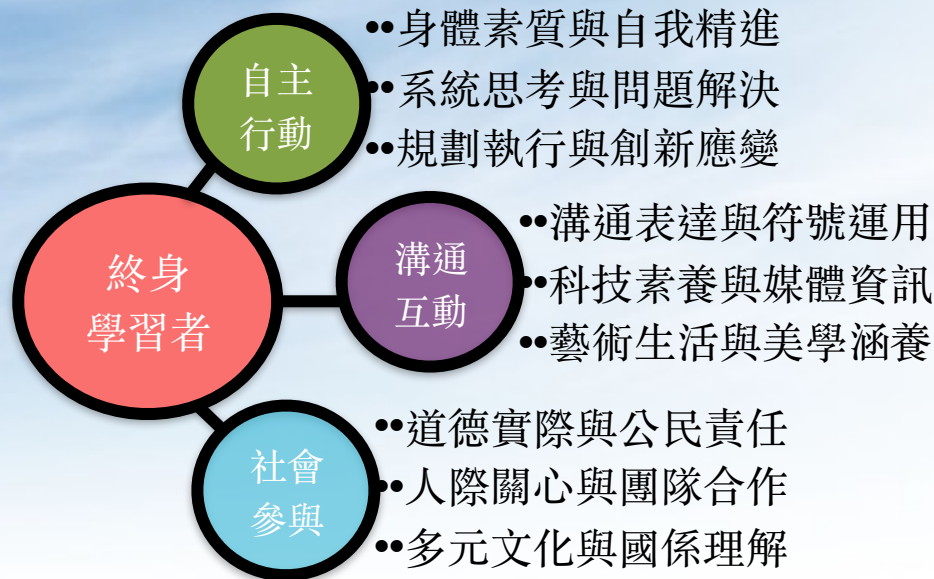 自主
行動
••身體素質與自我精進
••系統思考與問題解決
••規劃執行與創新應變
終身
學習者
溝通
互動
••溝通表達與符號運用
••科技素養與媒體資訊
••藝術生活與美學涵養
社會
參與
••道德實際與公民責任
••人際關心與團隊合作
••多元文化與國係理解